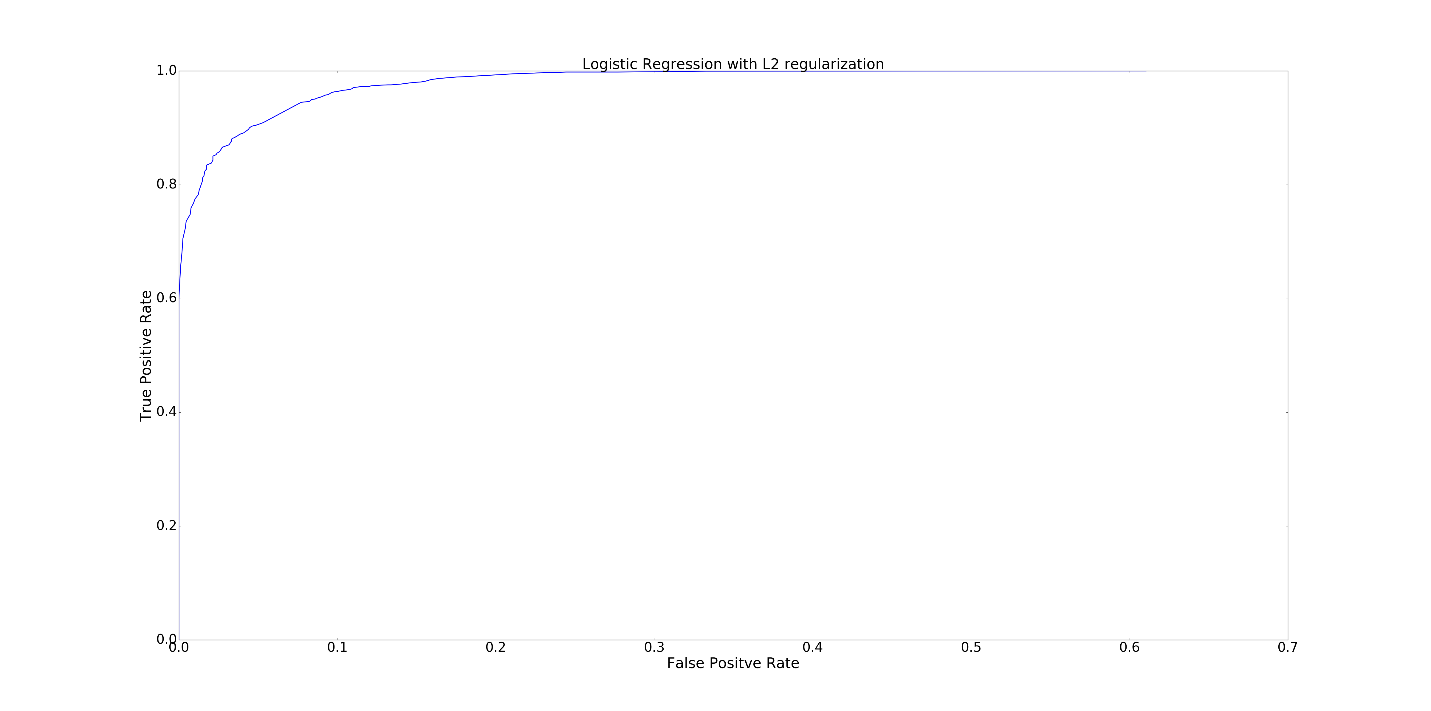 Logistic Regression with L2 regularization
1.0
0.8
0.6
0.4
0.2
0.0
True Positive Rate
0.0 0.1 0.2 0.3 0.4 0.5 0.6 0.7
False Positve Rate